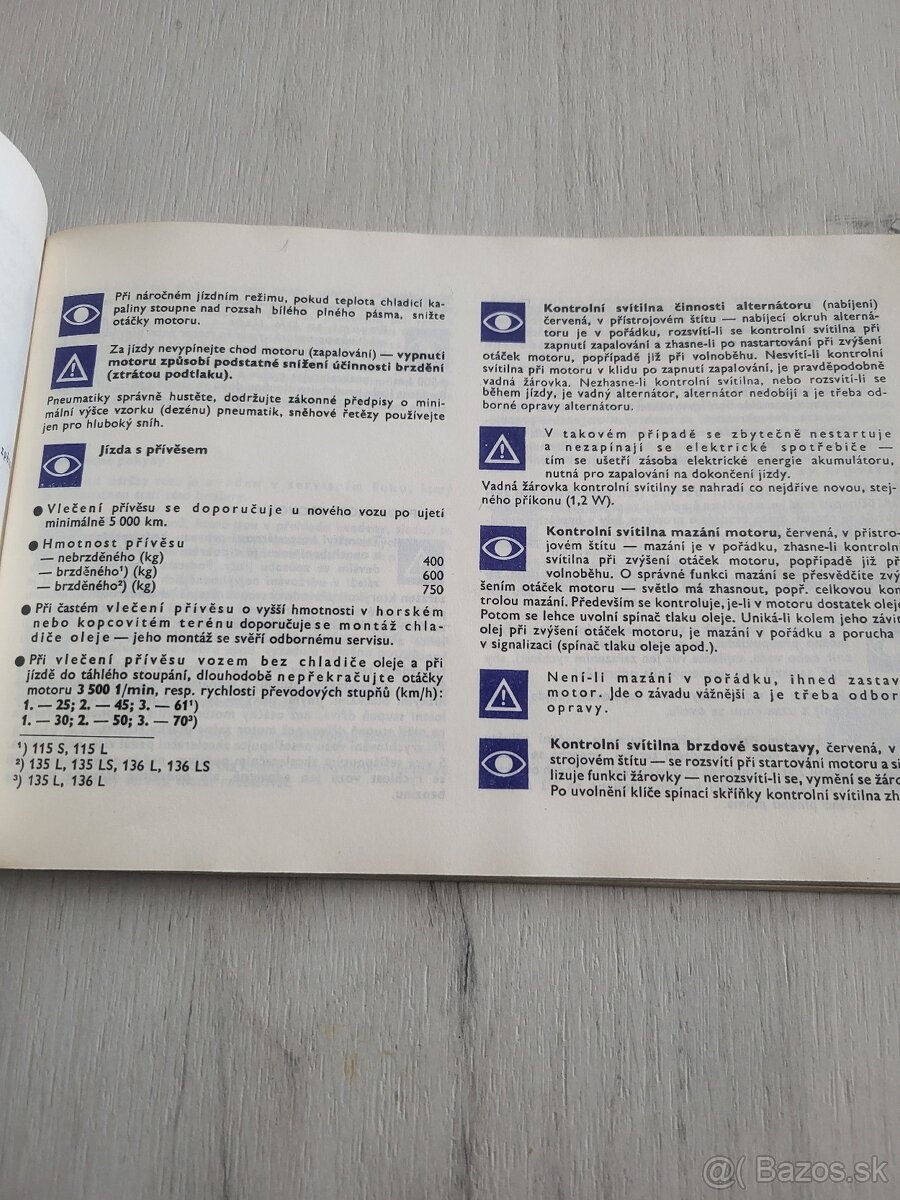 Při náročném jízdním režimu, pokud teplota chladicí ka-
paliny stoupne nad rozsah bílého plného pásma, snižte
otáčky motoru.
Za jízdy nevypínejte chod motoru (zapalování) — vypnutí
motoru způsobí podstatné snížení účinnosti brzdění
(ztrátou podtlaku).
Pneumatiky správně hustěte, dodržujte zákonné předpisy o mini-
mální výšce vzorku (dezénu) pneumatik, sněhové řetězy používejte
jen pro hluboký sníh.
Jízda s přívěsem
● Vlečení přívěsu se doporučuje u nového vozu po ujetí
minimálně 5 000 km.
● Hmotnost přívěsu
— nebrzděného (kg) 400
— brzděného¹) (kg) 600
— brzděného²) (kg) 750
● Při častém vlečení přívěsu o vyšší hmotnosti v horském
nebo kopcovitém terénu doporučuje se montáž chla-
diče oleje — jeho montáž se svěří odbornému servisu.
● Při vlečení přívěsu vozem bez chladiče oleje a při
jízdě do táhlého stoupání, dlouhodobě nepřekračujte otáčky
motoru 3 500 1/min, resp. rychlosti převodových stupňů (km/h):
1. — 25; 2. — 45; 3. — 61¹)
1. — 30; 2. — 50; 3. — 70³)
¹) 115 S, 115 L
²) 135 L, 135 LS, 136 L, 136 LS
³) 135 L, 136 L
Kontrolní svítilna činnosti alternátoru (nabíjení)
červená, v přístrojovém štítu — nabíjecí okruh alterná-
toru je v pořádku, rozsvítí-li se kontrolní svítilna při
zapnutí zapalování a zhasne-li po nastartování při zvýšení
otáček motoru, popřípadě již při volnoběhu. Nesvítí-li kontrolní
svítilna při motoru v klidu po zapnutí zapalování, je pravděpodobně
vadná žárovka. Nezhasne-li kontrolní svítilna, nebo rozsvítí-li se
během jízdy, je vadný alternátor, alternátor nedobíjí a je třeba od-
borné opravy alternátoru.
V takovém případě se zbytečně nestartuje
a nezapínají se elektrické spotřebiče —
tím se ušetří zásoba elektrické energie akumulátoru,
nutná pro zapalování na dokončení jízdy.
Vadná žárovka kontrolní svítilny se nahradí co nejdříve novou, stej-
ného příkonu (1,2 W).
Kontrolní svítilna mazání motoru, červená, v přístro-
jovém štítu — mazání je v pořádku, zhasne-li kontrolní
svítilna při zvýšení otáček motoru, popřípadě již při
volnoběhu. O správné funkci mazání se přesvědčíte zvý-
šením otáček motoru — světlo má zhasnout, popř. celkovou kon-
trolou mazání. Především se kontroluje, je-li v motoru dostatek oleje
Potom se lehce uvolní spínač tlaku oleje. Uniká-li kolem jeho závit
olej při zvýšení otáček motoru, je mazání v pořádku a porucha
v signalizaci (spínač tlaku oleje apod.).
Není-li mazání v pořádku, ihned zastav
motor. Jde o závadu vážnější a je třeba odbor
opravy.
Kontrolní svítilna brzdové soustavy, červená, v
strojovém štítu — se rozsvítí při startování motoru a si
lizuje funkci žárovky — nerozsvítí-li se, vymění se žáro
Po uvolnění klíče spínací skříňky kontrolní svítilna zh
@( Bazos.sk